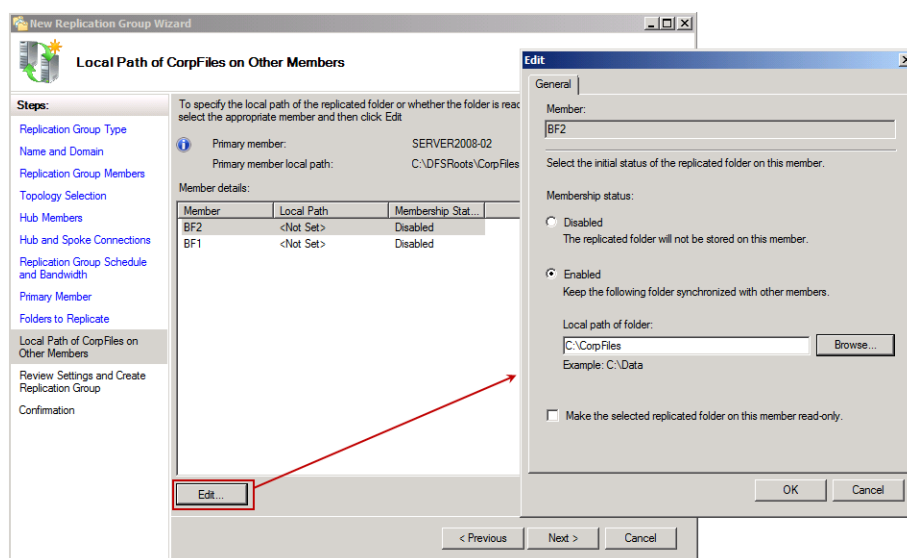 New Replication Group Wizard
Local Path of CorpFiles on Other Members
Steps:
Replication Group Type
Name and Domain
Replication Group Members
Topology Selection
Hub Members
Hub and Spoke Connections
Replication Group Schedule
and Bandwidth
Primary Member
Folders to Replicate
Local Path of CorpFiles on
Other Members
Review Settings and Create
Replication Group
Confirmation
To specify the local path of the replicated folder or whether the folder is read
select the appropriate member and then click Edit
Primary member: SERVER2008-02
Primary member local path: C:\DFSRoots\CorpFiles
Member details:
Member Local Path Membership Stat...
BF2 <Not Set> Disabled
BF1 <Not Set> Disabled
Edit...
< Previous Next > Cancel
Edit
General
Member:
BF2
Select the initial status of the replicated folder on this member.
Membership status:
Disabled
The replicated folder will not be stored on this member.
Enabled
Keep the following folder synchronized with other members.
Local path of folder:
C:\CorpFiles Browse...
Example: C:\Data
Make the selected replicated folder on this member read-only.
OK Cancel